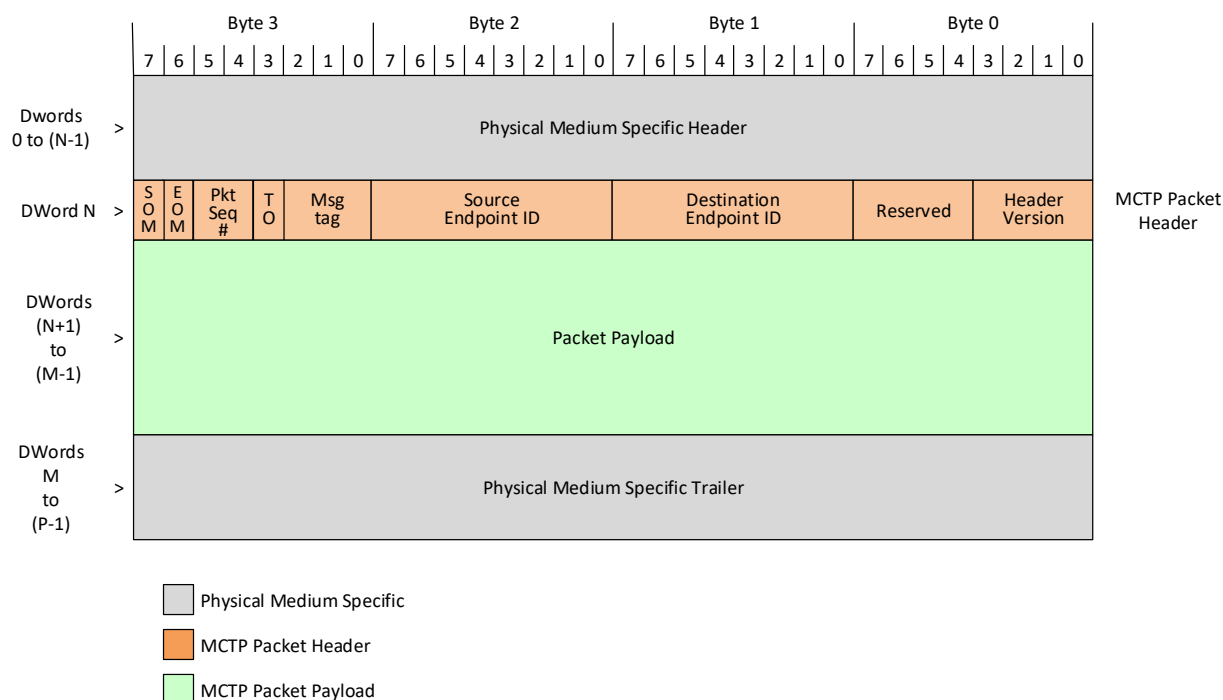 Byte 3 Byte 2 Byte 1 Byte 0
7 6 5 4 3 2 1 0 7 6 5 4 3 2 1 0 7 6 5 4 3 2 1 0 7 6 5 4 3 2 1 0
Dwords
0 to (N-1) >
Physical Medium Specific Header
DWord N >
SOM
EOM
Pkt
Seq
#
TO
Msg
tag
Source
Endpoint ID
Destination
Endpoint ID
Reserved
Header
Version
MCTP Packet
Header
DWords
(N+1)
to
(M-1)
>
Packet Payload
DWords
M
to
(P-1)
>
Physical Medium Specific Trailer
Physical Medium Specific
MCTP Packet Header
MCTP Packet Payload